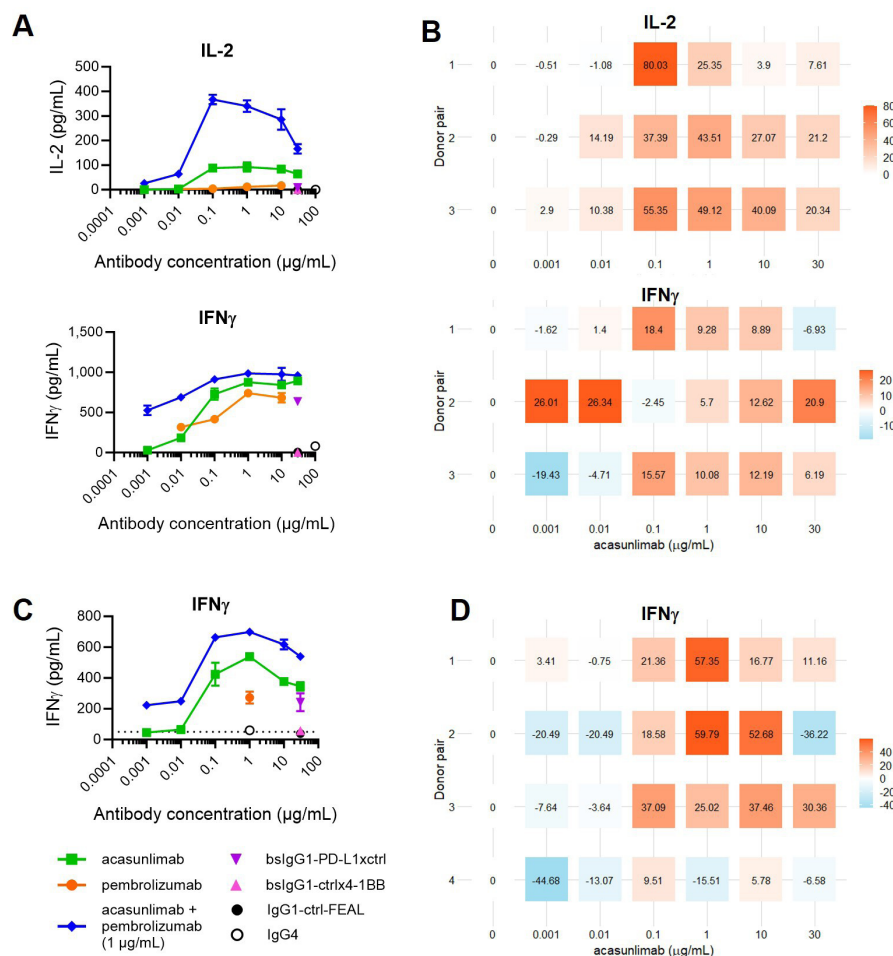 A
IL-2
500
400
300
200
100
0
IL-2 (pg/mL)
0.0001
0.001
0.01
0.1
1
10
100
Antibody concentration (µg/mL)
IFNγ
1,500
1,000
500
0
IFNγ (pg/mL)
0.0001
0.001
0.01
0.1
1
10
100
Antibody concentration (µg/mL)
B
IL-2
1 0 -0.51 -1.08 80.03 25.35 3.9 7.61
2 0 -0.29 14.19 37.39 43.51 27.07 21.2
3 0 2.9 10.38 55.35 49.12 40.09 20.34
0 0.001 0.01 0.1 1 10 30
Donor pair
80
60
40
20
0
IFNγ
1 0 -1.62 1.4 18.4 9.28 8.89 -6.93
2 0 26.01 26.34 -2.45 5.7 12.62 20.9
3 0 -19.43 -4.71 15.57 10.08 12.19 6.19
0 0.001 0.01 0.1 1 10 30
acasunlimab (µg/mL)
Donor pair
20
10
0
-10
C
IFNγ
800
600
400
200
0
IFNγ (pg/mL)
0.0001
0.001
0.01
0.1
1
10
100
Antibody concentration (µg/mL)
acasunlimab
pembrolizumab
acasunlimab +
pembrolizumab
(1 µg/mL)
bsIgG1-PD-L1xctrl
bsIgG1-ctrlx4-1BB
IgG1-ctrl-FEAL
IgG4
D
IFNγ
1 0 3.41 -0.75 21.36 57.35 16.77 11.16
2 0 -20.49 -20.49 18.58 59.79 52.68 -36.22
3 0 -7.64 -3.64 37.09 25.02 37.46 30.36
4 0 -44.68 -13.07 9.51 -15.51 5.78 -6.58
0 0.001 0.01 0.1 1 10 30
acasunlimab (µg/mL)
Donor pair
40
20
0
-20
-40